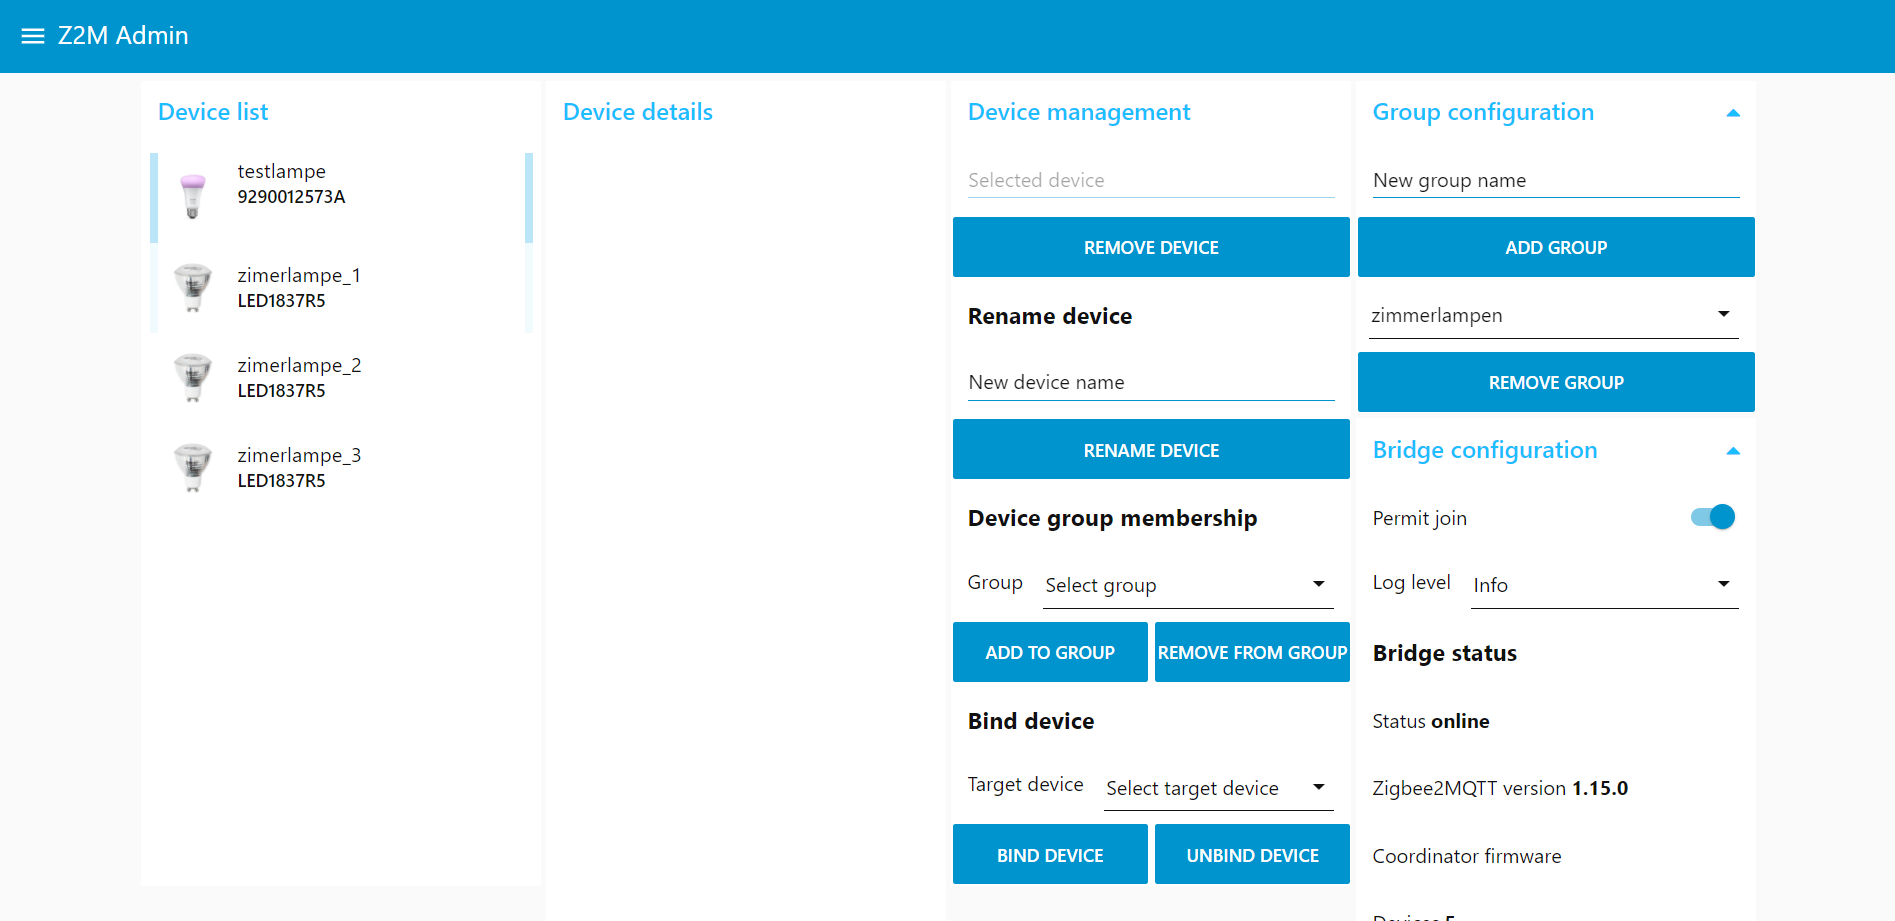 Z2M Admin
Device list
testlampe
9290012573A
zimerlampe_1
LED1837R5
zimerlampe_2
LED1837R5
zimerlampe_3
LED1837R5
Device details
Device management
Selected device
REMOVE DEVICE
Rename device
New device name
RENAME DEVICE
Device group membership
Group Select group
ADD TO GROUP REMOVE FROM GROUP
Bind device
Target device Select target device
BIND DEVICE UNBIND DEVICE
Group configuration
New group name
ADD GROUP
zimmerlampen
REMOVE GROUP
Bridge configuration
Permit join
Log level Info
Bridge status
Status online
Zigbee2MQTT version 1.15.0
Coordinator firmware
Devices 5